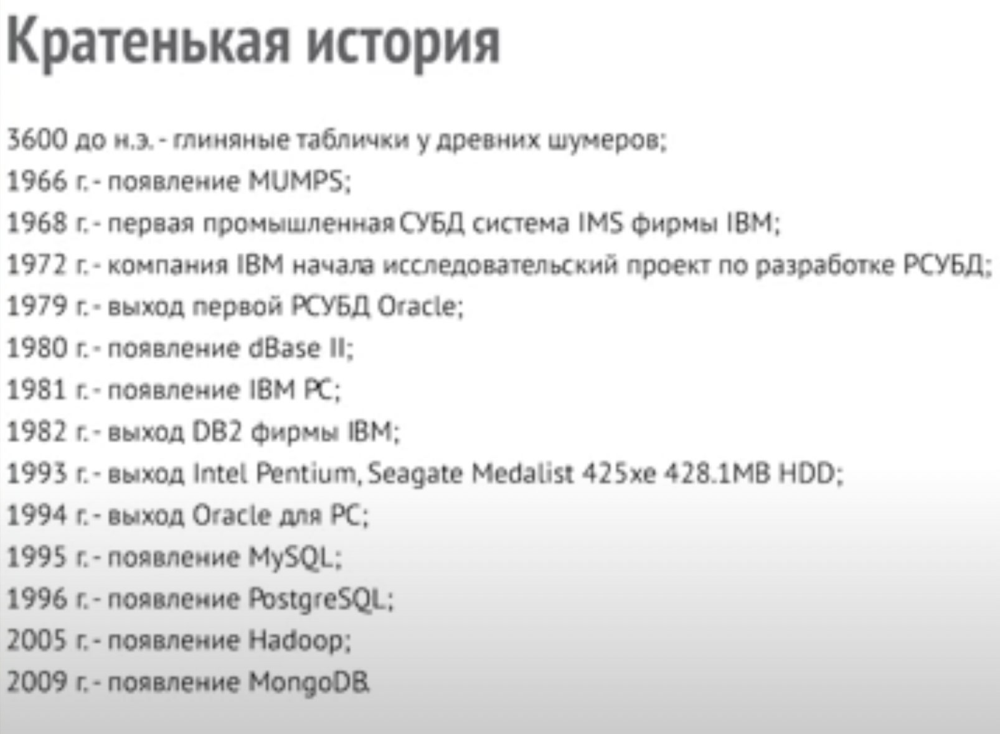 Кратенькая история
3600 до н.э. - глиняные таблички у древних шумеров;
1966 г. - появление MUMPS;
1968 г. - первая промышленная СУБД система IMS фирмы IBM;
1972 г. - компания IBM начала исследовательский проект по разработке РСУБД;
1979 г. - выход первой РСУБД Oracle;
1980 г. - появление dBase II;
1981 г. - появление IBM PC;
1982 г. - выход DB2 фирмы IBM;
1993 г. - выход Intel Pentium, Seagate Medalist 425xe 428.1MB HDD;
1994 г. - выход Oracle для PC;
1995 г. - появление MySQL;
1996 г. - появление PostgreSQL;
2005 г. - появление Hadoop;
2009 г. - появление MongoDB.